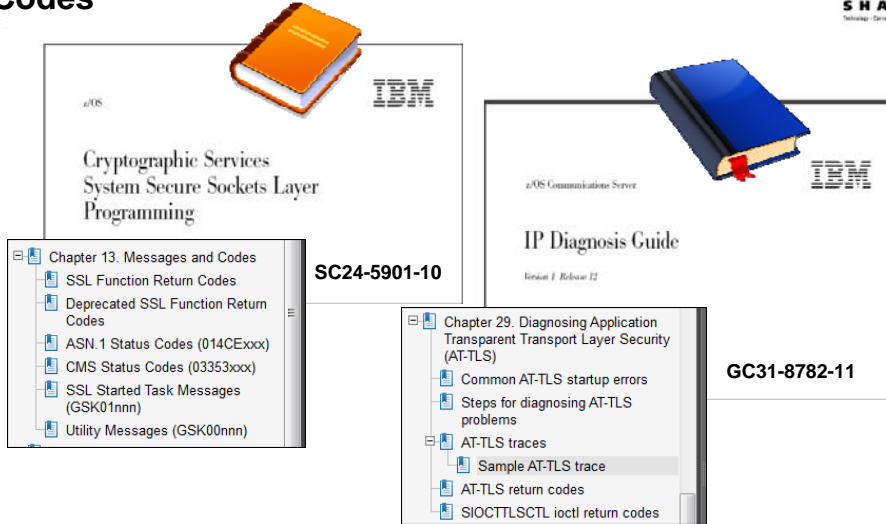 Codes
S H A
z/OS
IBM
Cryptographic Services
System Secure Sockets Layer
Programming
Chapter 13. Messages and Codes
SSL Function Return Codes
Deprecated SSL Function Return
Codes
ASN.1 Status Codes (014CExxx)
CMS Status Codes (03353xxx)
SSL Started Task Messages
(GSK01nnn)
Utility Messages (GSK00nnn)
SC24-5901-10
z/OS Communications Server
IBM
IP Diagnosis Guide
Version 1 Release 12
Chapter 29. Diagnosing Application
Transparent Transport Layer Security
(AT-TLS)
Common AT-TLS startup errors
Steps for diagnosing AT-TLS
problems
AT-TLS traces
Sample AT-TLS trace
AT-TLS return codes
SIOCTTLSCTL ioctl return codes
GC31-8782-11